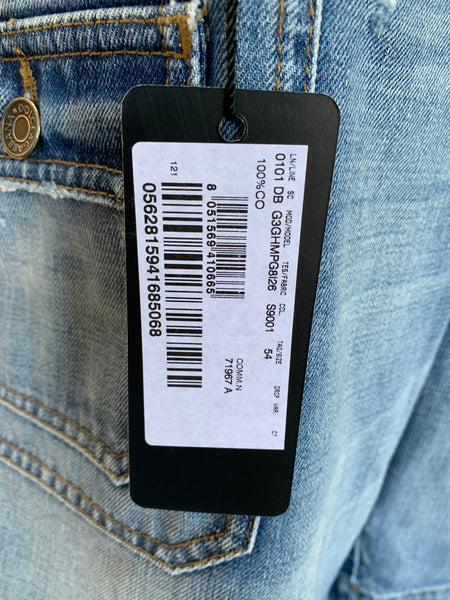 LN/LINE SC MOD/MODEL TES/FABRIC COL. TAG/SIZE DROP VAR. CT
0101 DB G3GHMPG8I26 S9001 54
100%CO
8 051569 410665
COMM.N
71967 A
121
0562815941685068